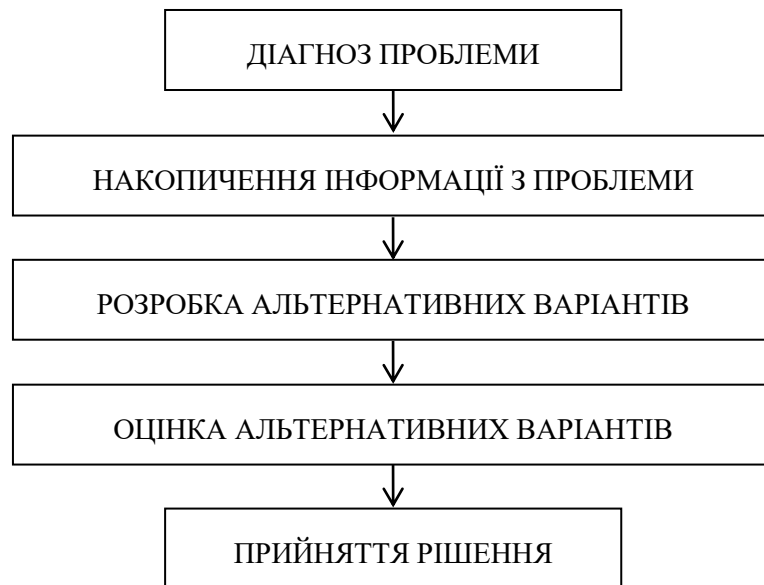 ДІАГНОЗ ПРОБЛЕМИ
НАКОПИЧЕННЯ ІНФОРМАЦІЇ З ПРОБЛЕМИ
РОЗРОБКА АЛЬТЕРНАТИВНИХ ВАРІАНТІВ
ОЦІНКА АЛЬТЕРНАТИВНИХ ВАРІАНТІВ
ПРИЙНЯТТЯ РІШЕННЯ